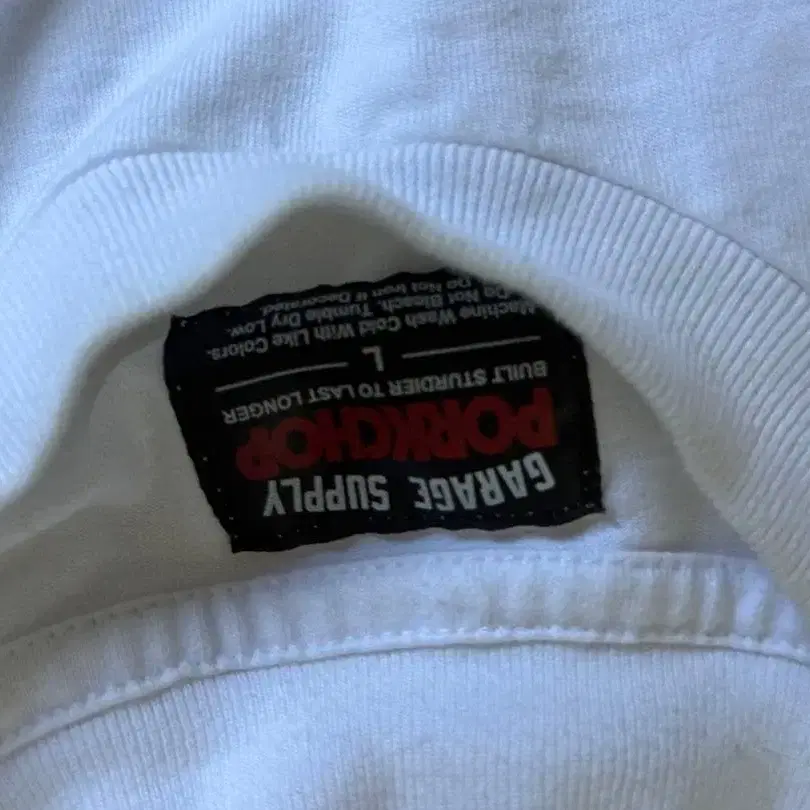 GARAGE SUPPLY
PORKCHOP
BUILT STURDIER TO LAST LONGER
L
Machine Wash Cold With Like Colors.
Do Not Bleach. Tumble Dry Low.
Do Not Iron If Decorated.